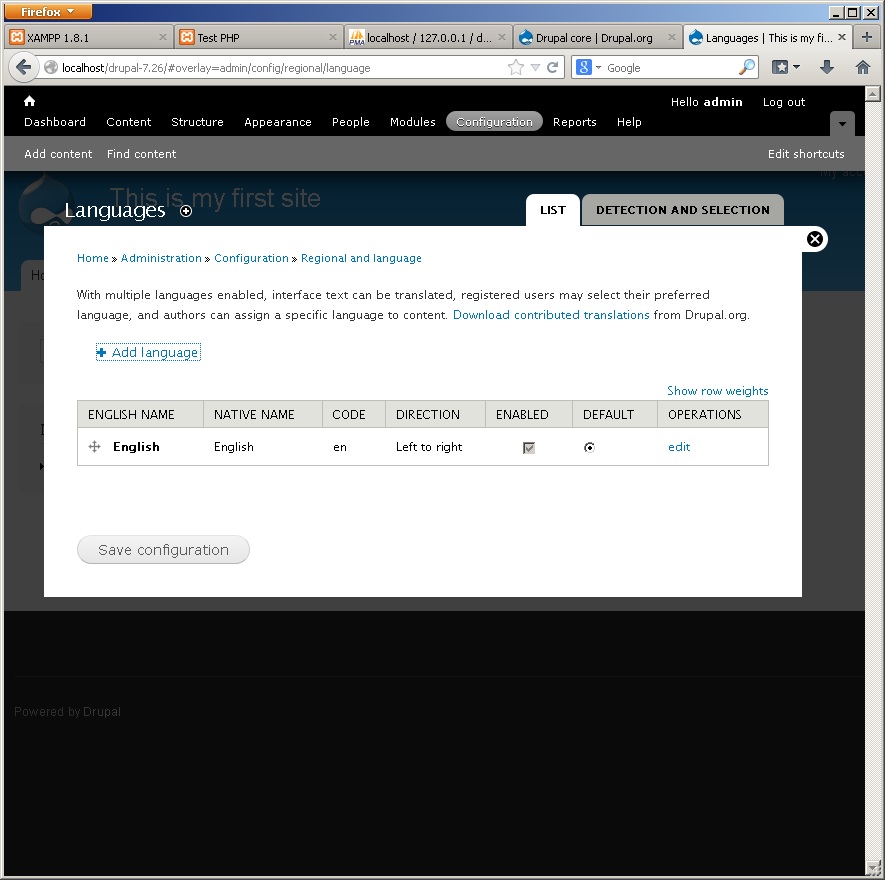 Firefox
XAMPP 1.8.1
Test PHP
localhost / 127.0.0.1 / d...
Drupal core | Drupal.org
Languages | This is my fi...
localhost/drupal-7.26/#overlay=admin/config/regional/language
Google
Hello admin Log out
Dashboard Content Structure Appearance People Modules Configuration Reports Help
Add content Find content Edit shortcuts
This is my first site
Languages
LIST DETECTION AND SELECTION
Home » Administration » Configuration » Regional and language
With multiple languages enabled, interface text can be translated, registered users may select their preferred
language, and authors can assign a specific language to content. Download contributed translations from Drupal.org.
Add language
Show row weights
ENGLISH NAME NATIVE NAME CODE DIRECTION ENABLED DEFAULT OPERATIONS
English English en Left to right edit
Save configuration
Powered by Drupal